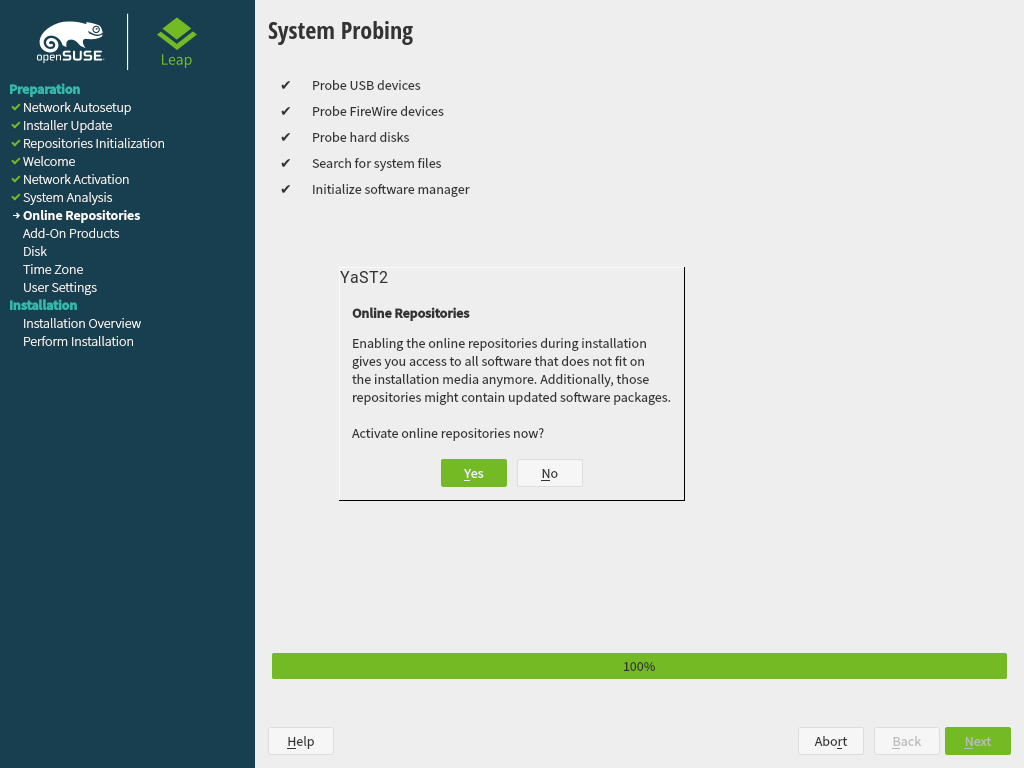 openSUSE
Leap
Preparation
Network Autosetup
Installer Update
Repositories Initialization
Welcome
Network Activation
System Analysis
Online Repositories
Add-On Products
Disk
Time Zone
User Settings
Installation
Installation Overview
Perform Installation
System Probing
Probe USB devices
Probe FireWire devices
Probe hard disks
Search for system files
Initialize software manager
YaST2
Online Repositories
Enabling the online repositories during installation
gives you access to all software that does not fit on
the installation media anymore. Additionally, those
repositories might contain updated software packages.
Activate online repositories now?
Yes No
100%
Help Abort Back Next